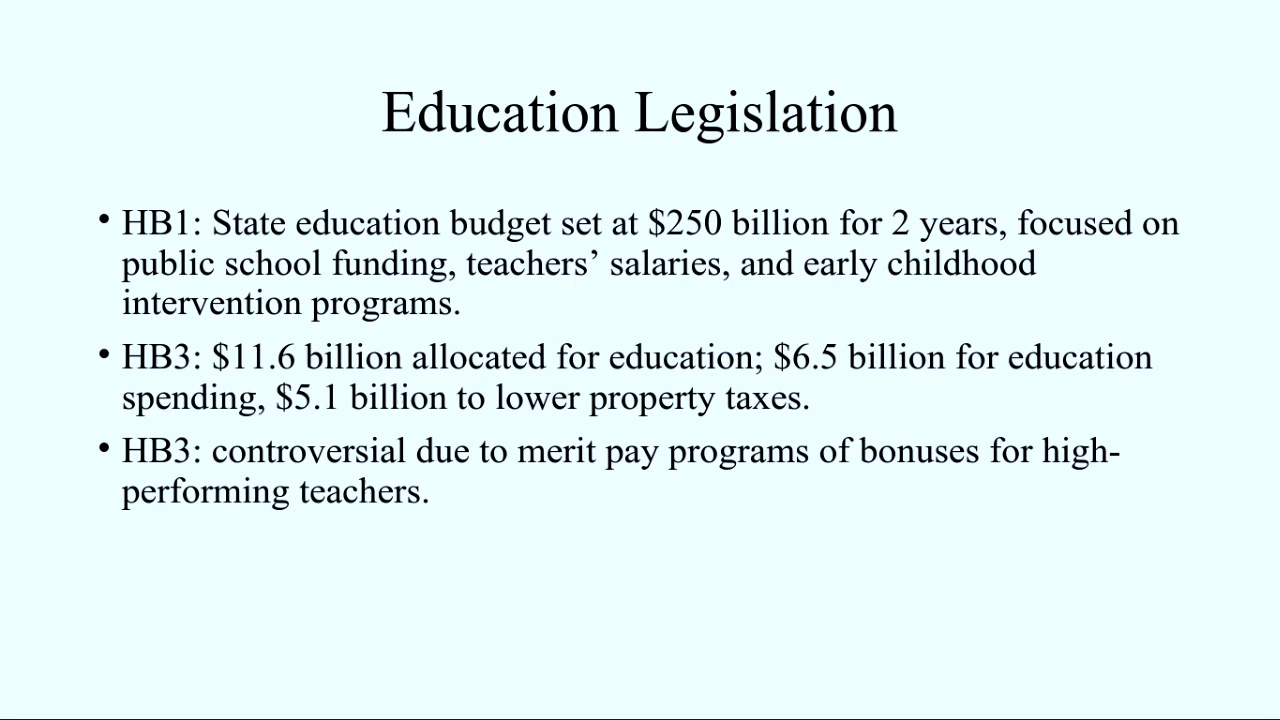 Education Legislation
• HB1: State education budget set at $250 billion for 2 years, focused on
public school funding, teachers’ salaries, and early childhood
intervention programs.
• HB3: $11.6 billion allocated for education; $6.5 billion for education
spending, $5.1 billion to lower property taxes.
• HB3: controversial due to merit pay programs of bonuses for high-
performing teachers.